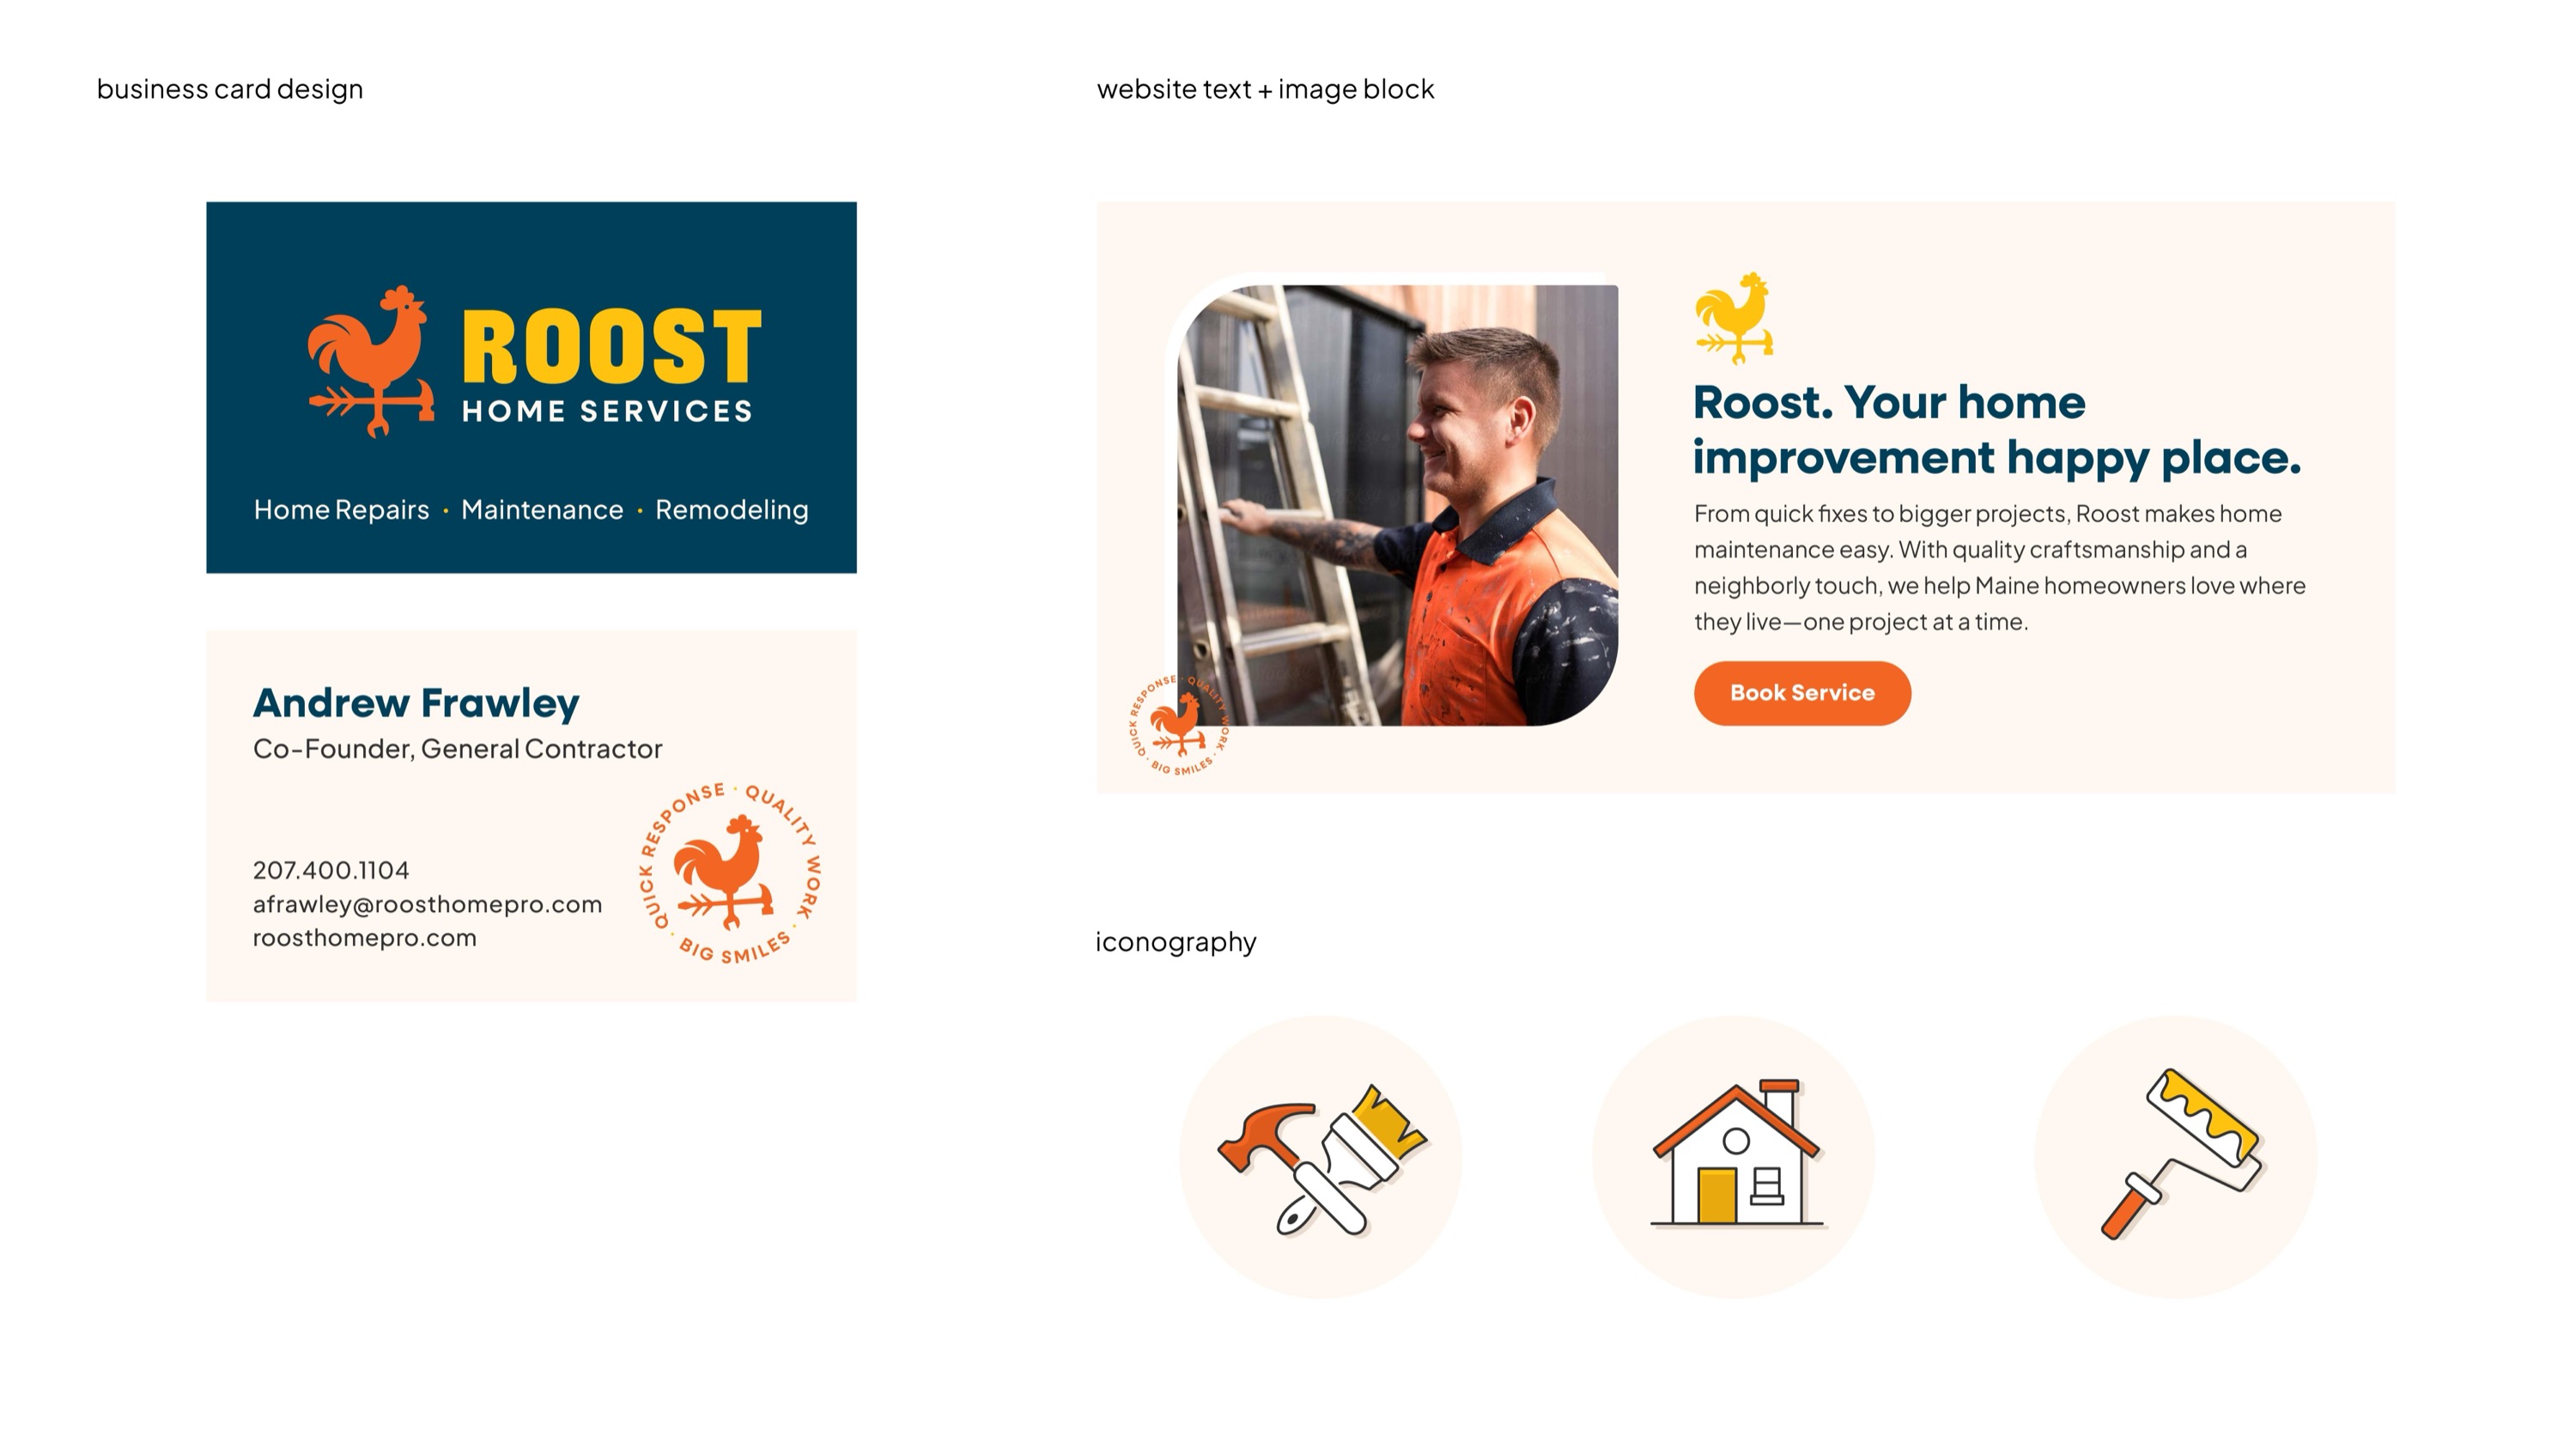 business card design
ROOST
HOME SERVICES
Home Repairs · Maintenance · Remodeling
Andrew Frawley
Co-Founder, General Contractor
207.400.1104
afrawley@roosthomepro.com
roosthomepro.com
QUICK RESPONSE · QUALITY WORK · BIG SMILES ·
website text + image block
Roost. Your home
improvement happy place.
From quick fixes to bigger projects, Roost makes home
maintenance easy. With quality craftsmanship and a
neighborly touch, we help Maine homeowners love where
they live—one project at a time.
Book Service
QUICK RESPONSE · QUALITY WORK · BIG SMILES ·
iconography